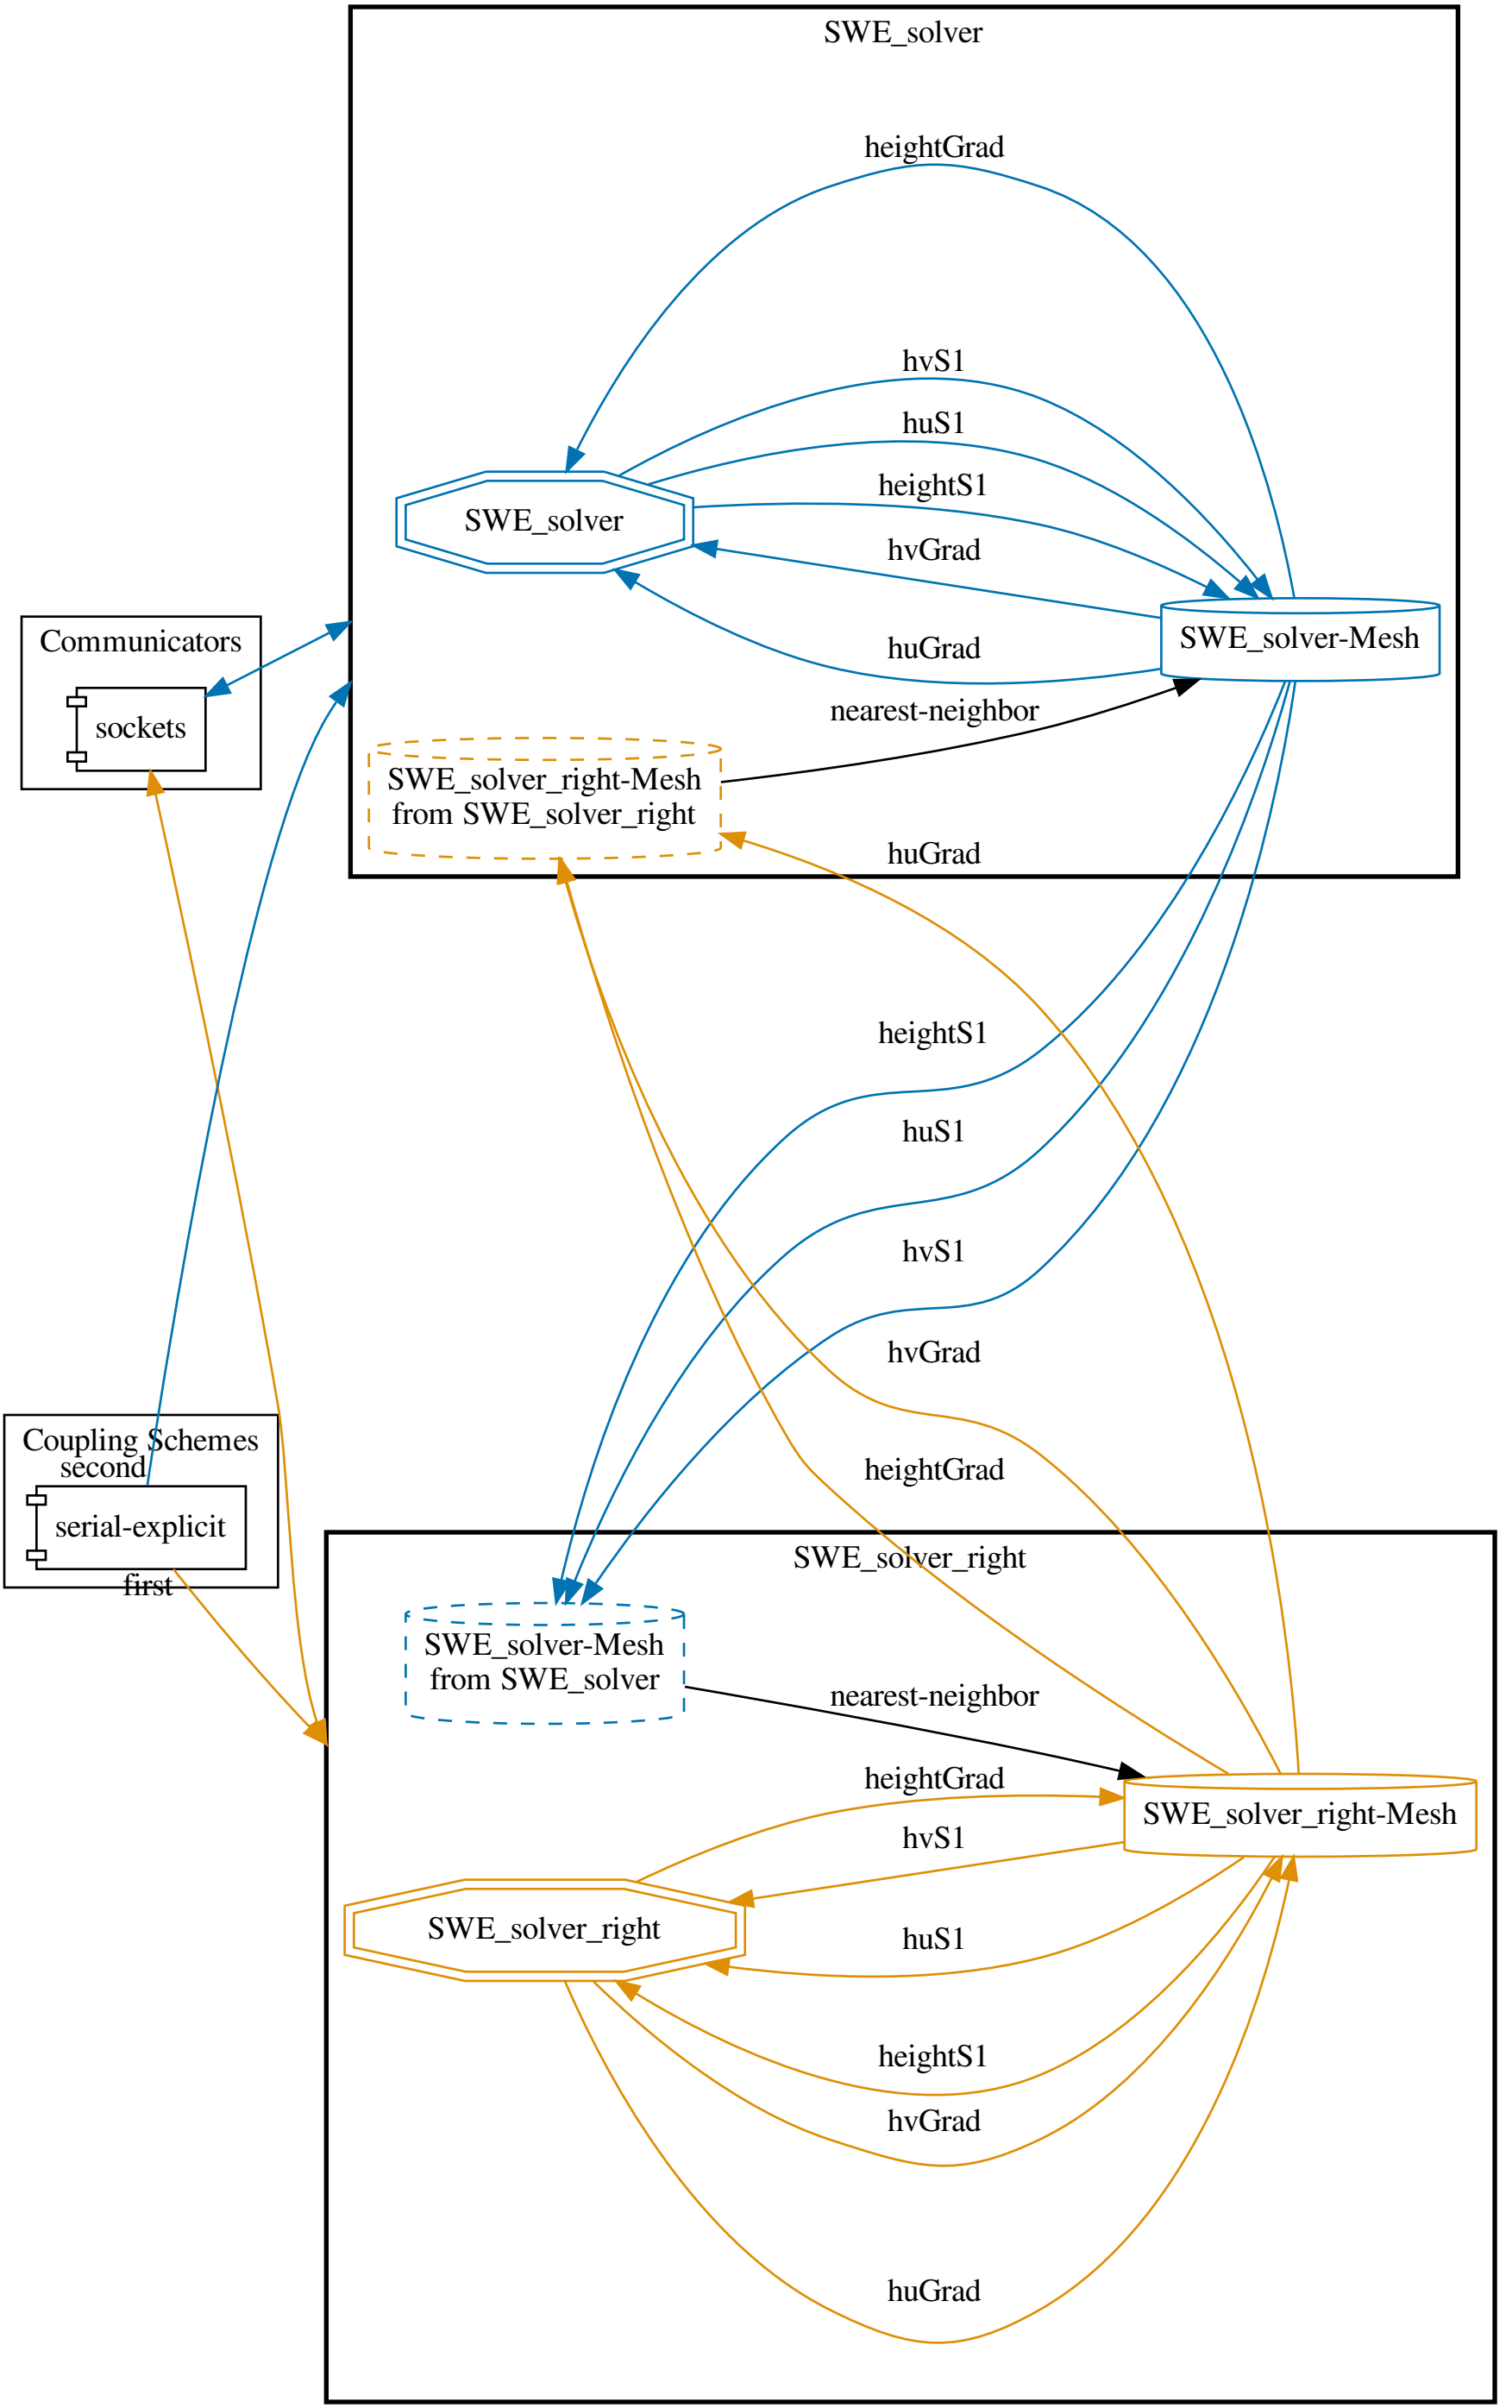 SWE_solver
heightGrad
hvS1
huS1
heightS1
SWE_solver
hvGrad
SWE_solver-Mesh
Communicators
huGrad
sockets
nearest-neighbor
SWE_solver_right-Mesh
from SWE_solver_right
huGrad
heightS1
huS1
hvS1
hvGrad
Coupling Schemes
second
heightGrad
serial-explicit
SWE_solver_right
first
SWE_solver-Mesh
from SWE_solver
nearest-neighbor
heightGrad
SWE_solver_right-Mesh
hvS1
SWE_solver_right
huS1
heightS1
hvGrad
huGrad